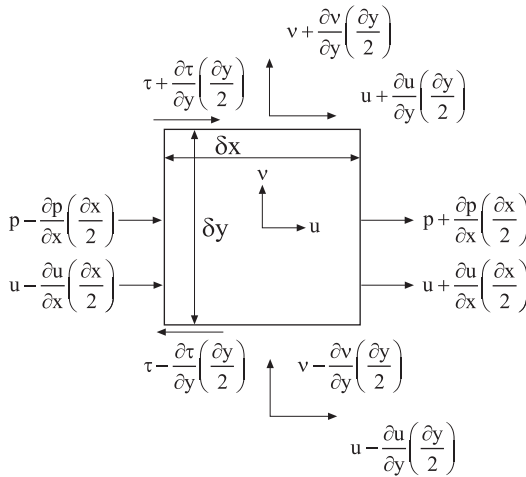 ν + ∂ν/∂y (∂y/2)
τ + ∂τ/∂y (∂y/2)
u + ∂u/∂y (∂y/2)
δx
ν
p − ∂p/∂x (∂x/2)
δy
u
p + ∂p/∂x (∂x/2)
u − ∂u/∂x (∂x/2)
u + ∂u/∂x (∂x/2)
τ − ∂τ/∂y (∂y/2)
ν − ∂ν/∂y (∂y/2)
u − ∂u/∂y (∂y/2)